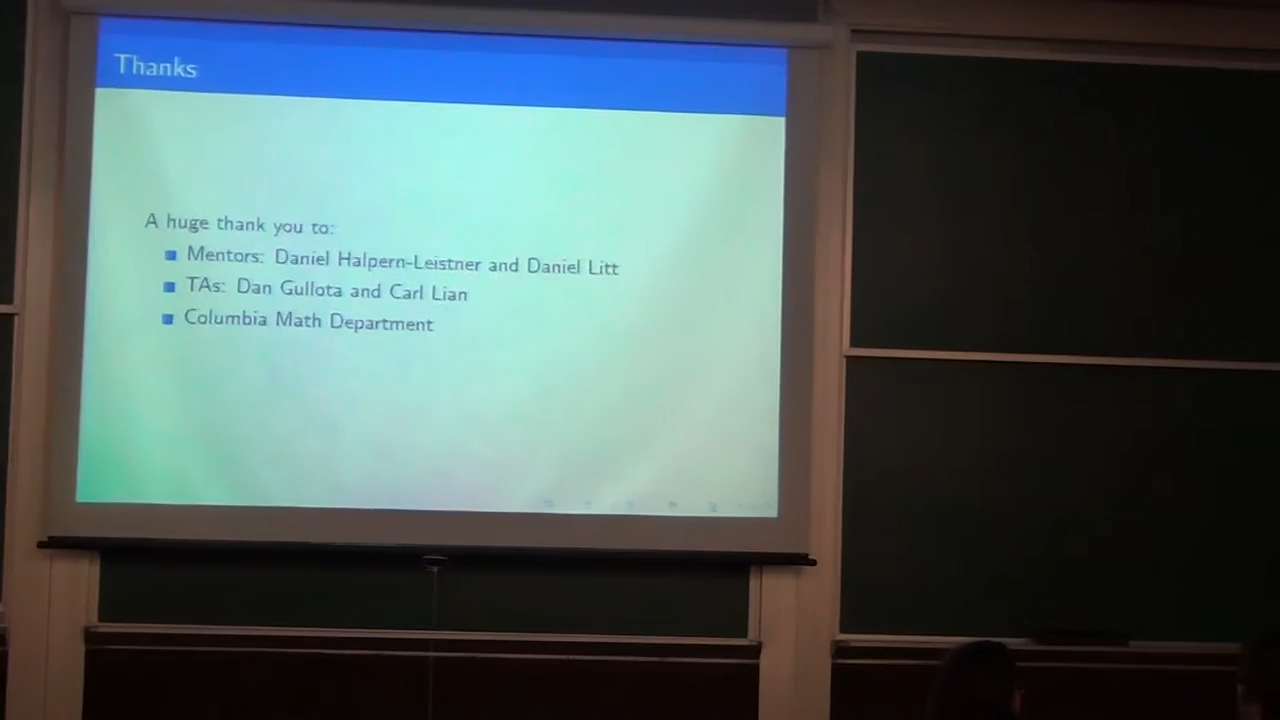 Thanks
A huge thank you to:
Mentors: Daniel Halpern-Leistner and Daniel Litt
TAs: Dan Gullota and Carl Lian
Columbia Math Department